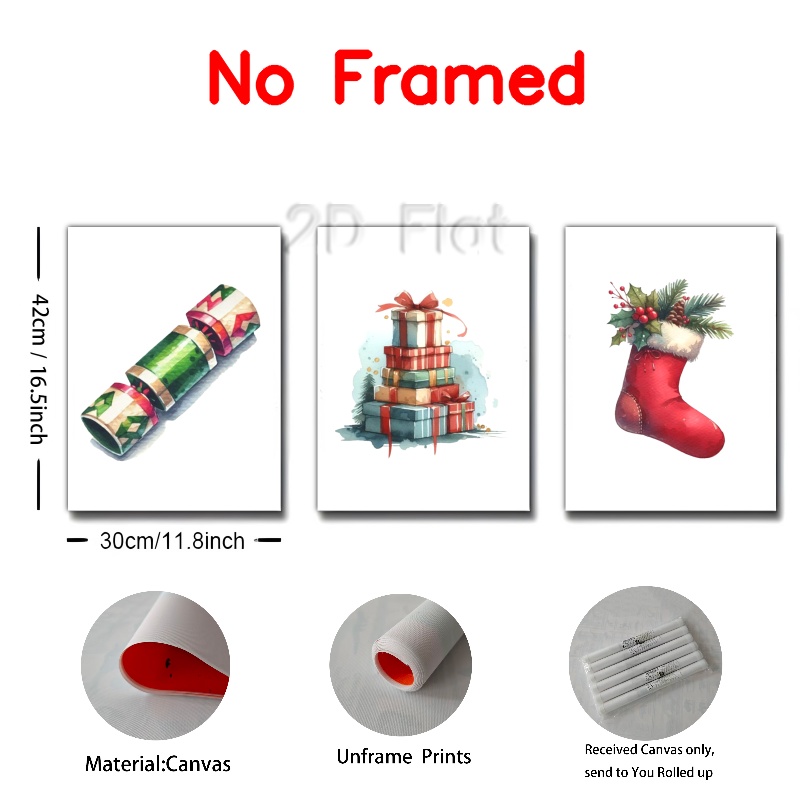 No Framed
2D Flat
42cm / 16.5inch
30cm/11.8inch
Material:Canvas
Unframe Prints
Received Canvas only,
send to You Rolled up